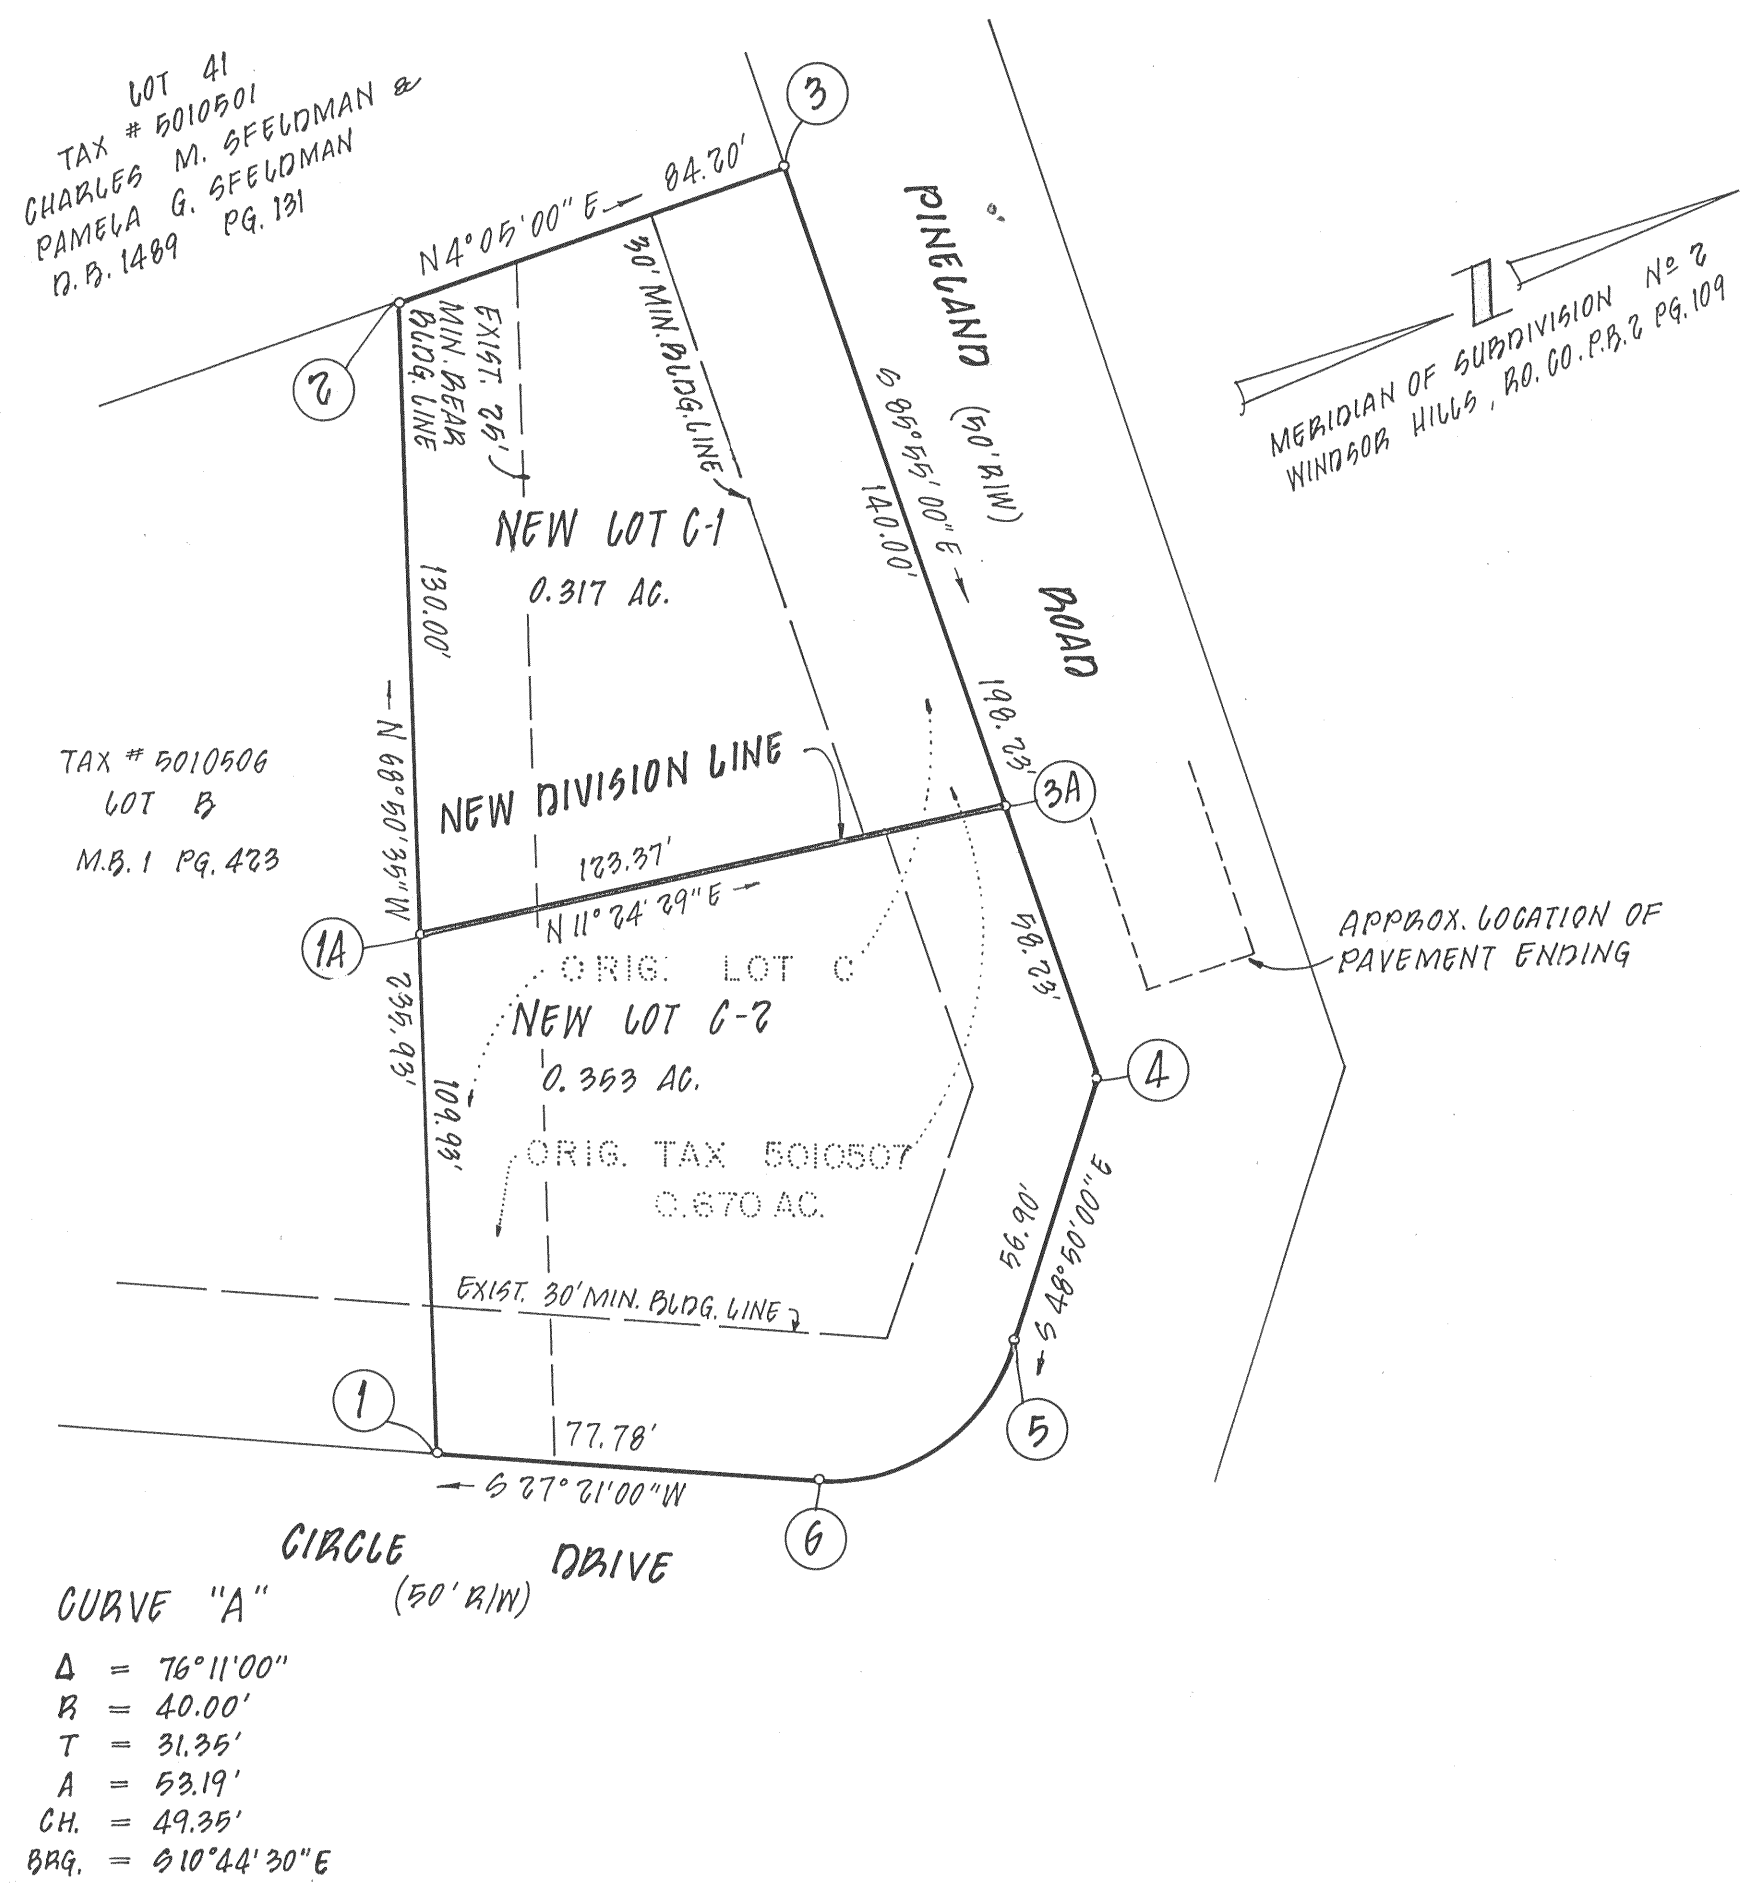 LOT 41
TAX # 5010501
CHARLES M. SFELDMAN &
PAMELA G. SFELDMAN
D.B. 1489 PG. 131
3
N 4°05'00" E 84.20'
2
EXIST. 25'
MIN. REAR
BLDG. LINE
30' MIN. BLDG. LINE
PINELAND ROAD
(50' R/W)
S 85°55'00" E
140.00'
198.23'
MERIDIAN OF SUBDIVISION Nº 2
WINDSOR HILLS, RO. CO. P.B. 2 PG. 109
NEW LOT C-1
0.317 AC.
130.00'
N 68°50'35" W
235.93'
TAX # 5010506
LOT B
M.B. 1 PG. 423
NEW DIVISION LINE
123.37'
N 11° 24' 29" E
3A
1A
58.23'
APPROX. LOCATION OF
PAVEMENT ENDING
ORIG. LOT C
NEW LOT C-2
0.353 AC.
109.93'
4
ORIG. TAX 5010507
0.670 AC.
56.90'
S 48°50'00" E
EXIST. 30' MIN. BLDG. LINE
1
5
77.78'
S 27°21'00" W
6
CIRCLE DRIVE
(50' R/W)
CURVE "A"
Δ = 76°11'00"
R = 40.00'
T = 31.35'
A = 53.19'
CH. = 49.35'
BRG. = S 10°44'30" E